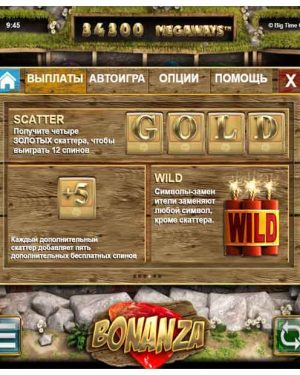 9:45
34300 MEGAWAYS™
© Big Time G
ВЫПЛАТЫ АВТОИГРА ОПЦИИ ПОМОЩЬ X
SCATTER
Получите четыре
ЗОЛОТЫХ скаттера, чтобы
выиграть 12 спинов
GOLD
+5
Каждый дополнительный
скаттер добавляет пять
дополнительных бесплатных спинов
WILD
Символы-замен
ители заменяют
любой символ,
кроме скаттера.
WILD
BONANZA